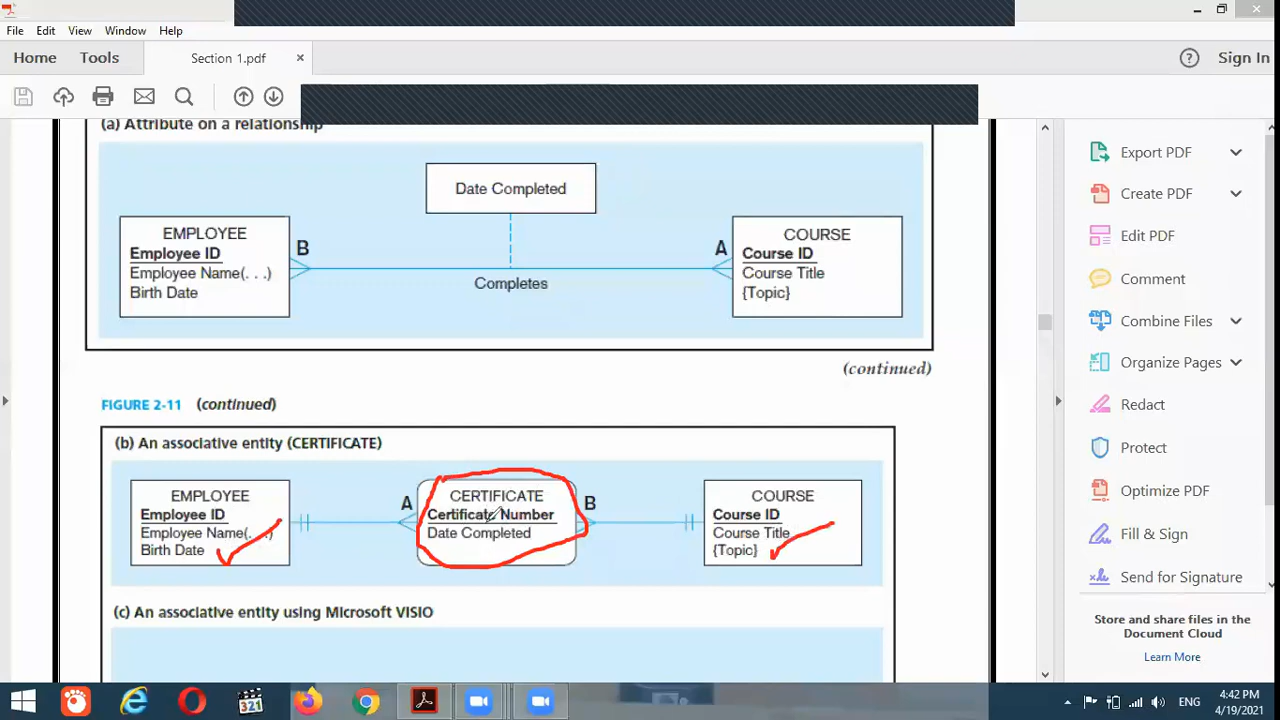 File Edit View Window Help
Home Tools Section 1.pdf × ? Sign In
(a) Attribute on a relationship
Date Completed
EMPLOYEE
Employee ID
Employee Name(. . .)
Birth Date
B
A
Completes
COURSE
Course ID
Course Title
{Topic}
(continued)
FIGURE 2-11 (continued)
(b) An associative entity (CERTIFICATE)
EMPLOYEE
Employee ID
Employee Name(. . .)
Birth Date
A
CERTIFICATE
Certificate Number
Date Completed
B
COURSE
Course ID
Course Title
{Topic}
(c) An associative entity using Microsoft VISIO
Export PDF
Create PDF
Edit PDF
Comment
Combine Files
Organize Pages
Redact
Protect
Optimize PDF
Fill & Sign
Send for Signature
Store and share files in the
Document Cloud
Learn More
321
ENG
4:42 PM
4/19/2021